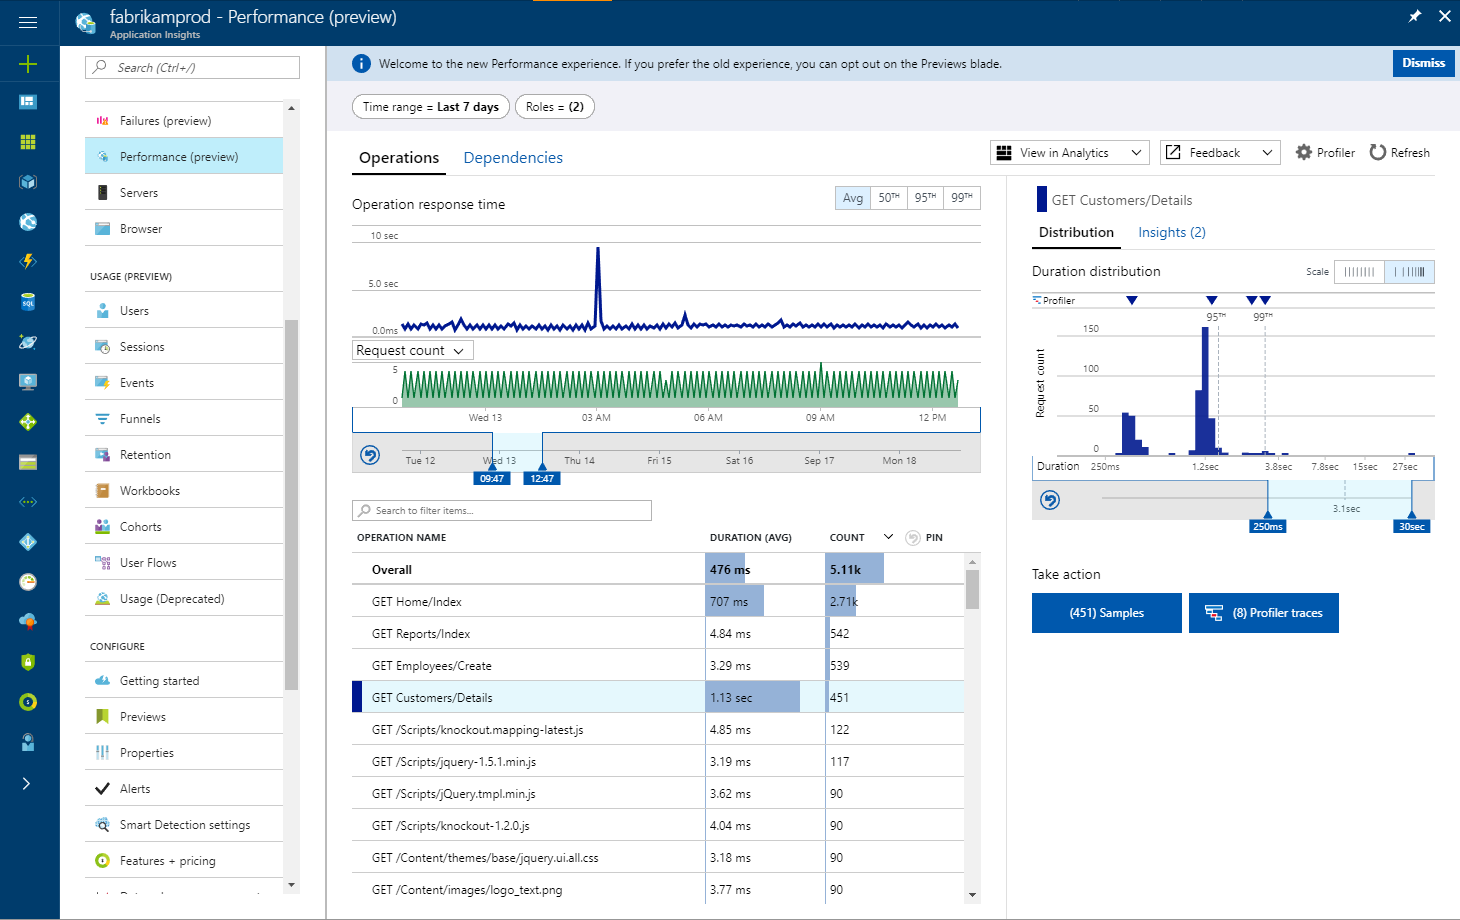 fabrikamprod - Performance (preview)
Application Insights
Search (Ctrl+/)
Failures (preview)
Performance (preview)
Servers
Browser
USAGE (PREVIEW)
Users
Sessions
Events
Funnels
Retention
Workbooks
Cohorts
User Flows
Usage (Deprecated)
CONFIGURE
Getting started
Previews
Properties
Alerts
Smart Detection settings
Features + pricing
Welcome to the new Performance experience. If you prefer the old experience, you can opt out on the Previews blade.
Dismiss
Time range = Last 7 days
Roles = (2)
Operations
Dependencies
View in Analytics
Feedback
Profiler
Refresh
Operation response time
Avg
50TH
95TH
99TH
10 sec
5.0 sec
0.0ms
Request count
5
0
Wed 13
03 AM
06 AM
09 AM
12 PM
Tue 12
Wed 13
Thu 14
Fri 15
Sat 16
Sep 17
Mon 18
09:47
12:47
Search to filter items...
OPERATION NAME DURATION (AVG) COUNT PIN
Overall 476 ms 5.11k
GET Home/Index 707 ms 2.71k
GET Reports/Index 4.84 ms 542
GET Employees/Create 3.29 ms 539
GET Customers/Details 1.13 sec 451
GET /Scripts/knockout.mapping-latest.js 4.85 ms 122
GET /Scripts/jquery-1.5.1.min.js 3.19 ms 117
GET /Scripts/jQuery.tmpl.min.js 3.62 ms 90
GET /Scripts/knockout-1.2.0.js 4.04 ms 90
GET /Content/themes/base/jquery.ui.all.css 3.18 ms 90
GET /Content/images/logo_text.png 3.77 ms 90
GET Customers/Details
Distribution
Insights (2)
Duration distribution
Scale
Profiler
95TH
99TH
150
100
50
0
Request count
Duration
250ms
1.2sec
3.8sec
7.8sec
15sec
27sec
3.1sec
250ms
30sec
Take action
(451) Samples
(8) Profiler traces